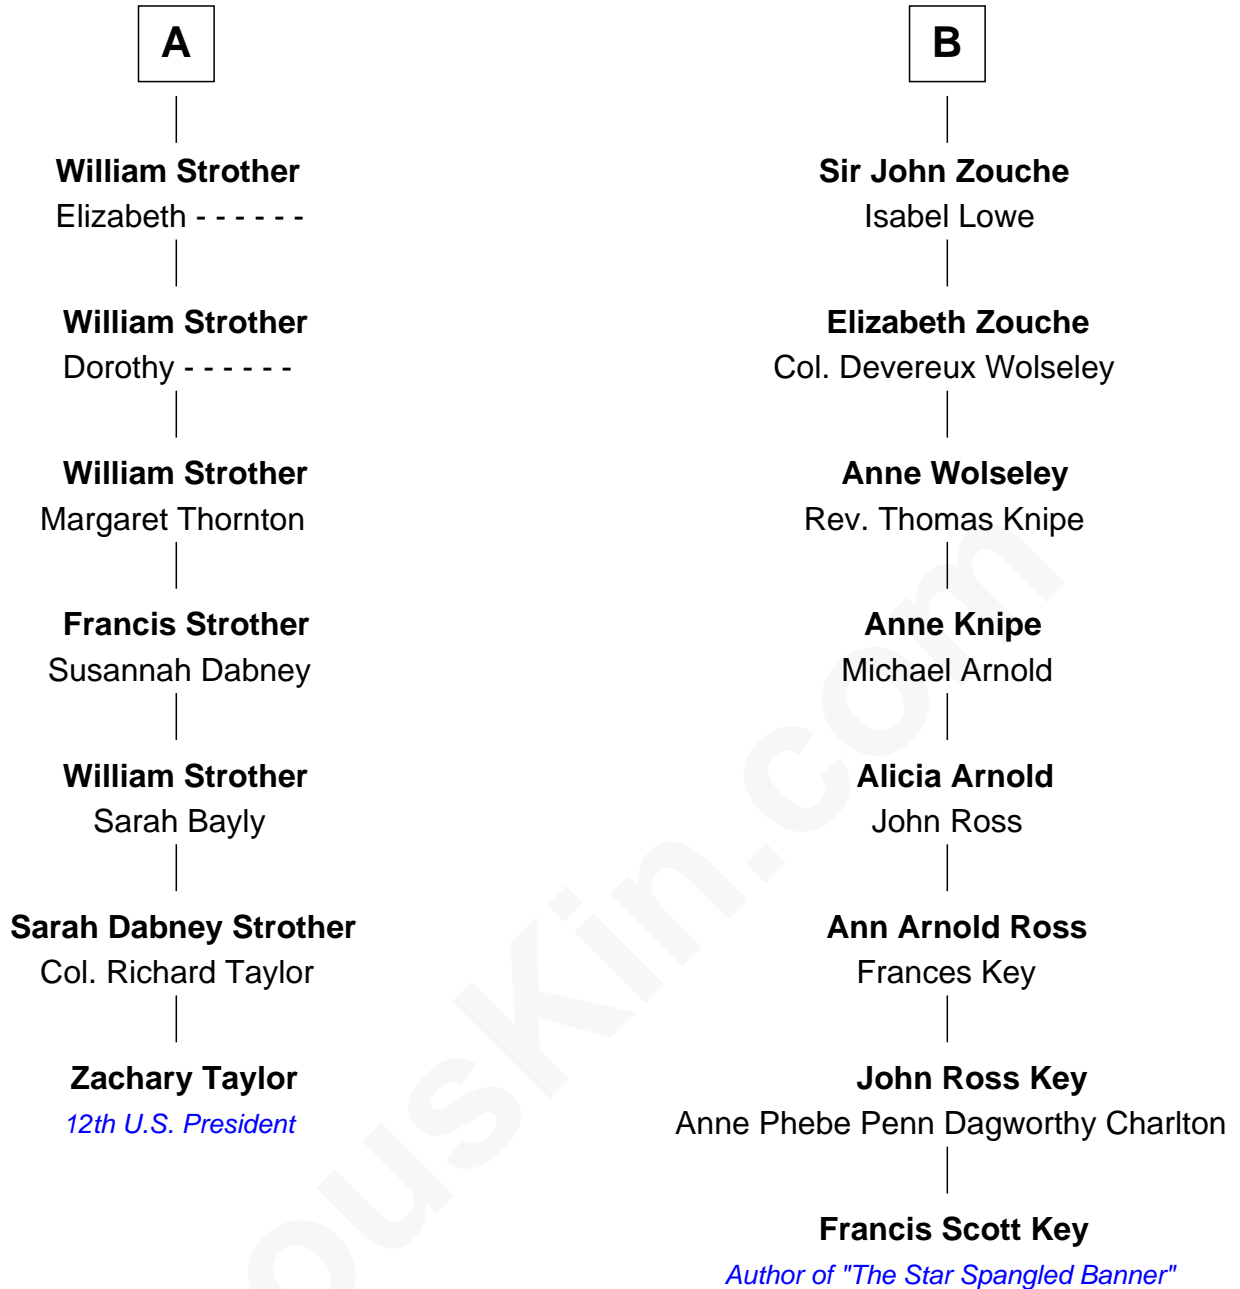 A
William Strother
Elizabeth - - - - - -
William Strother
Dorothy - - - - - -
William Strother
Margaret Thornton
Francis Strother
Susannah Dabney
William Strother
Sarah Bayly
Sarah Dabney Strother
Col. Richard Taylor
Zachary Taylor
12th U.S. President
B
Sir John Zouche
Isabel Lowe
Elizabeth Zouche
Col. Devereux Wolseley
Anne Wolseley
Rev. Thomas Knipe
Anne Knipe
Michael Arnold
Alicia Arnold
John Ross
Ann Arnold Ross
Frances Key
John Ross Key
Anne Phebe Penn Dagworthy Charlton
Francis Scott Key
Author of "The Star Spangled Banner"
ousKin.com